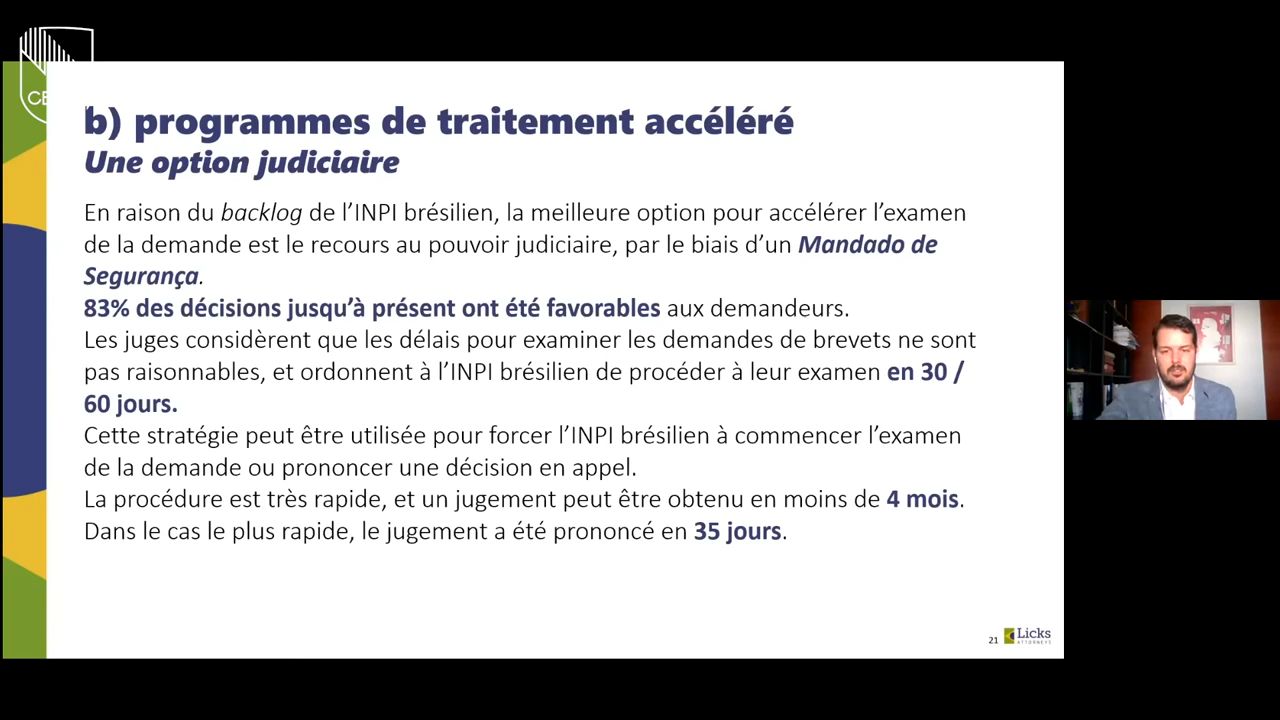 b) programmes de traitement accéléré
Une option judiciaire
En raison du backlog de l’INPI brésilien, la meilleure option pour accélérer l’examen
de la demande est le recours au pouvoir judiciaire, par le biais d’un Mandado de
Segurança.
83% des décisions jusqu’à présent ont été favorables aux demandeurs.
Les juges considèrent que les délais pour examiner les demandes de brevets ne sont
pas raisonnables, et ordonnent à l’INPI brésilien de procéder à leur examen en 30 /
60 jours.
Cette stratégie peut être utilisée pour forcer l’INPI brésilien à commencer l’examen
de la demande ou prononcer une décision en appel.
La procédure est très rapide, et un jugement peut être obtenu en moins de 4 mois.
Dans le cas le plus rapide, le jugement a été prononcé en 35 jours.
21 Licks
ATTORNEYS